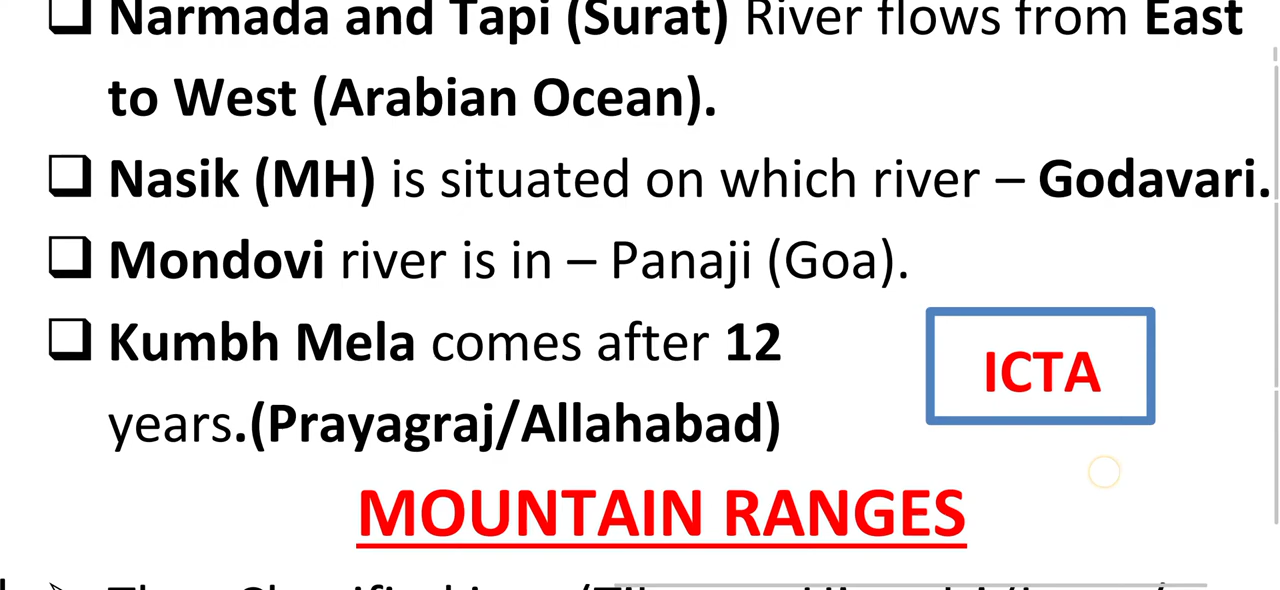 ❑ Narmada and Tapi (Surat) River flows from East
to West (Arabian Ocean).
❑ Nasik (MH) is situated on which river – Godavari.
❑ Mondovi river is in – Panaji (Goa).
❑ Kumbh Mela comes after 12
years.(Prayagraj/Allahabad)
ICTA
MOUNTAIN RANGES